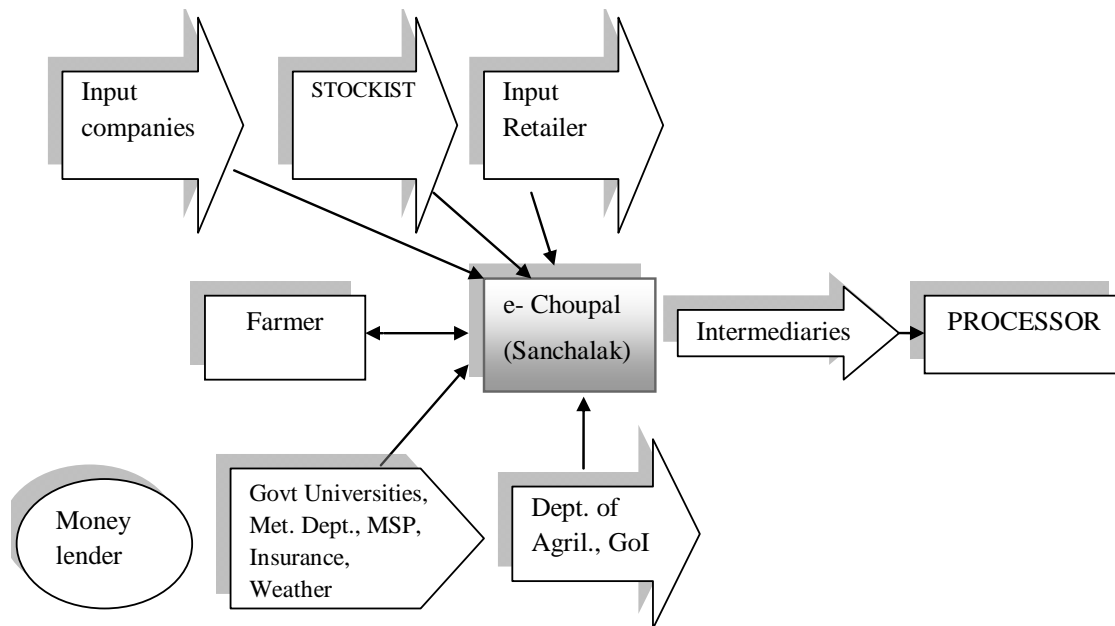 Input
companies
STOCKIST
Input
Retailer
Farmer
e- Choupal
(Sanchalak)
Intermediaries
PROCESSOR
Money
lender
Govt Universities,
Met. Dept., MSP,
Insurance,
Weather
Dept. of
Agril., GoI